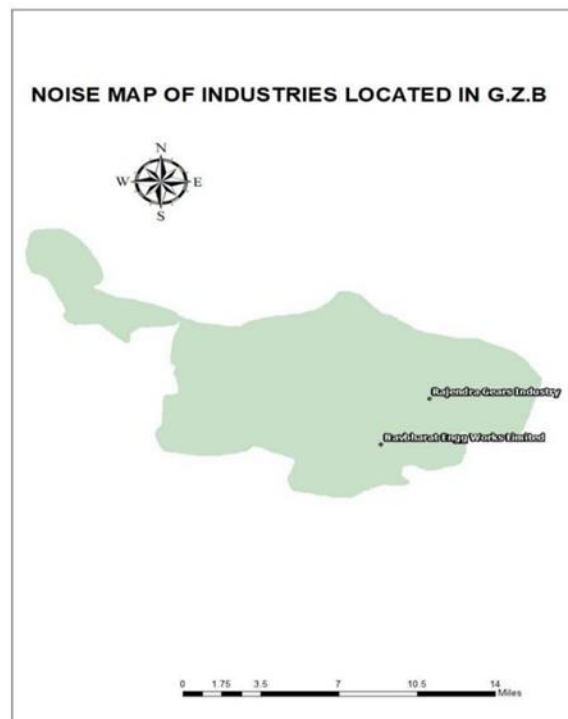 NOISE MAP OF INDUSTRIES LOCATED IN G.Z.B
N
W E
S
Rajendra Gears Industry
Navbharat Engg Works Limited
0 1.75 3.5 7 10.5 14
Miles